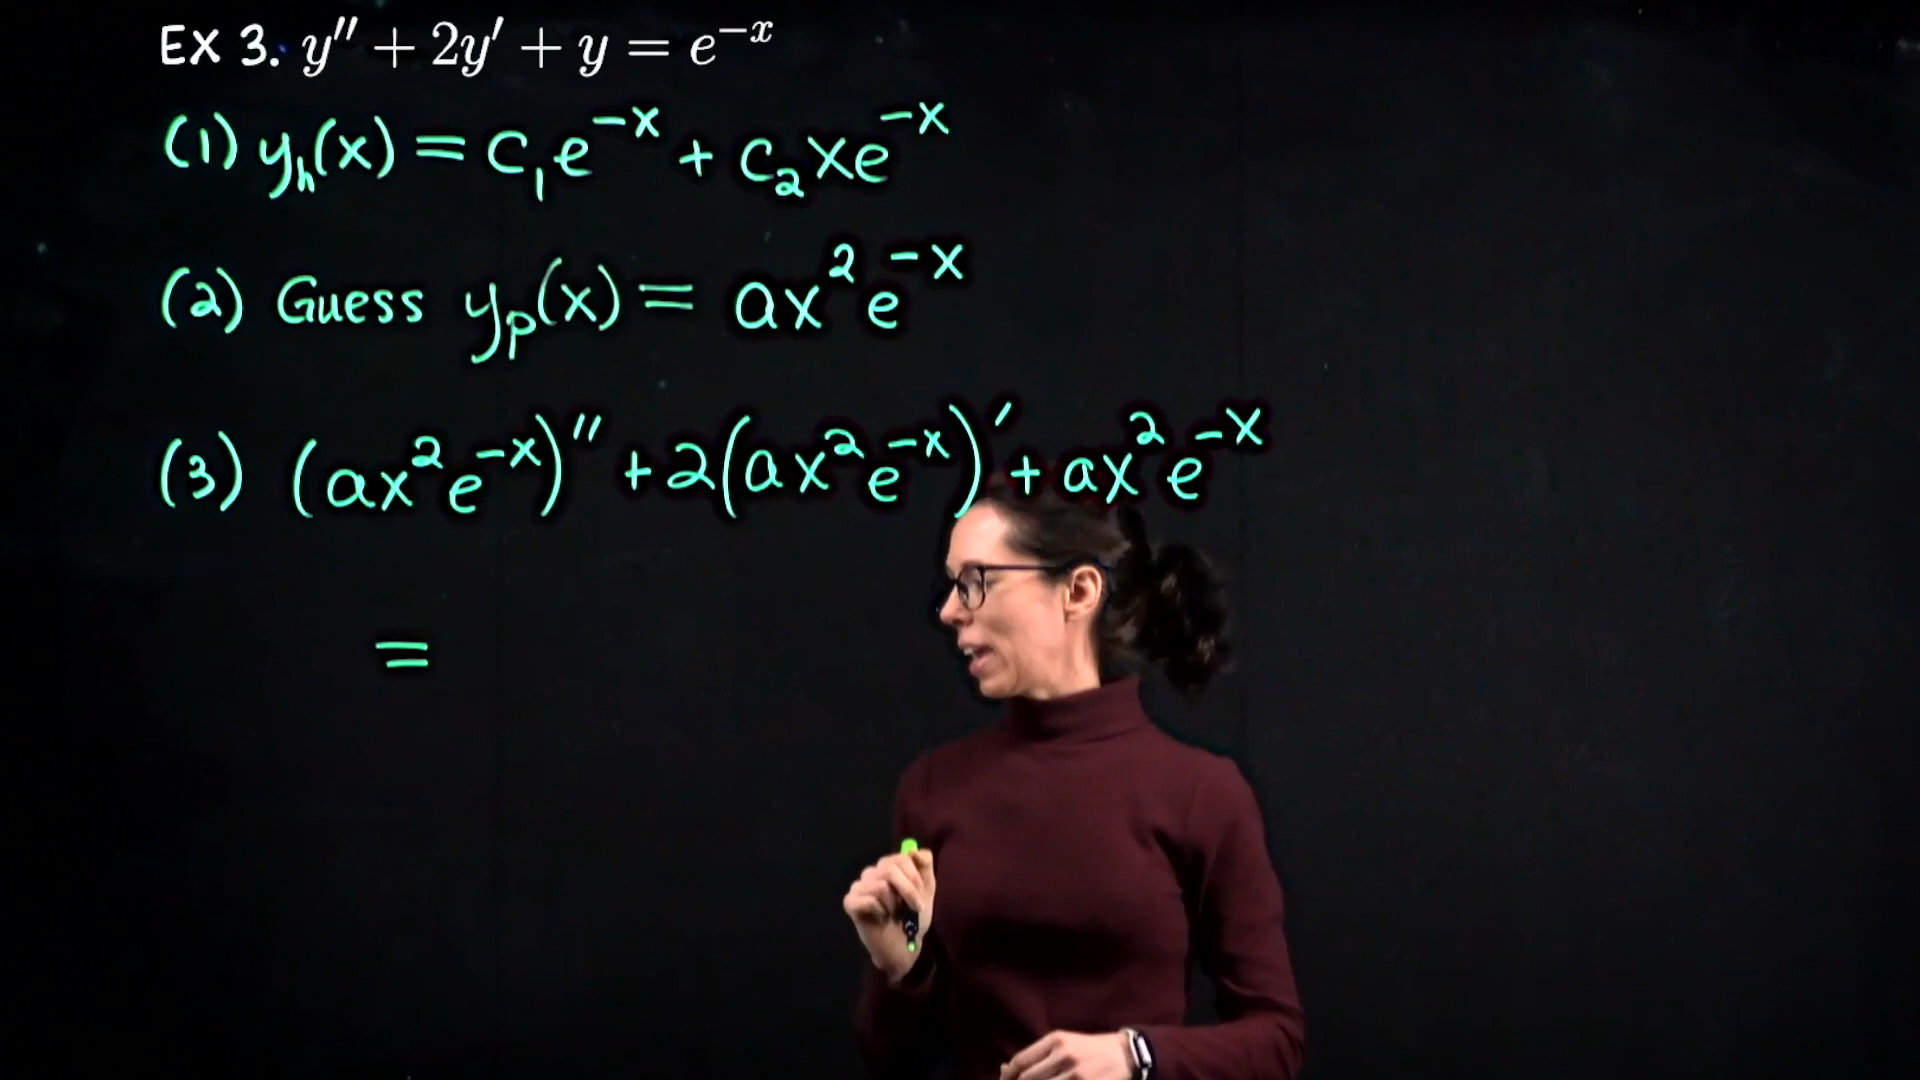 EX 3. y'' + 2y' + y = e^{-x}
(1) y_h(x) = c_1e^{-x} + c_2xe^{-x}
(2) Guess y_p(x) = ax^2e^{-x}
(3) (ax^2e^{-x})'' + 2(ax^2e^{-x})' + ax^2e^{-x}
=